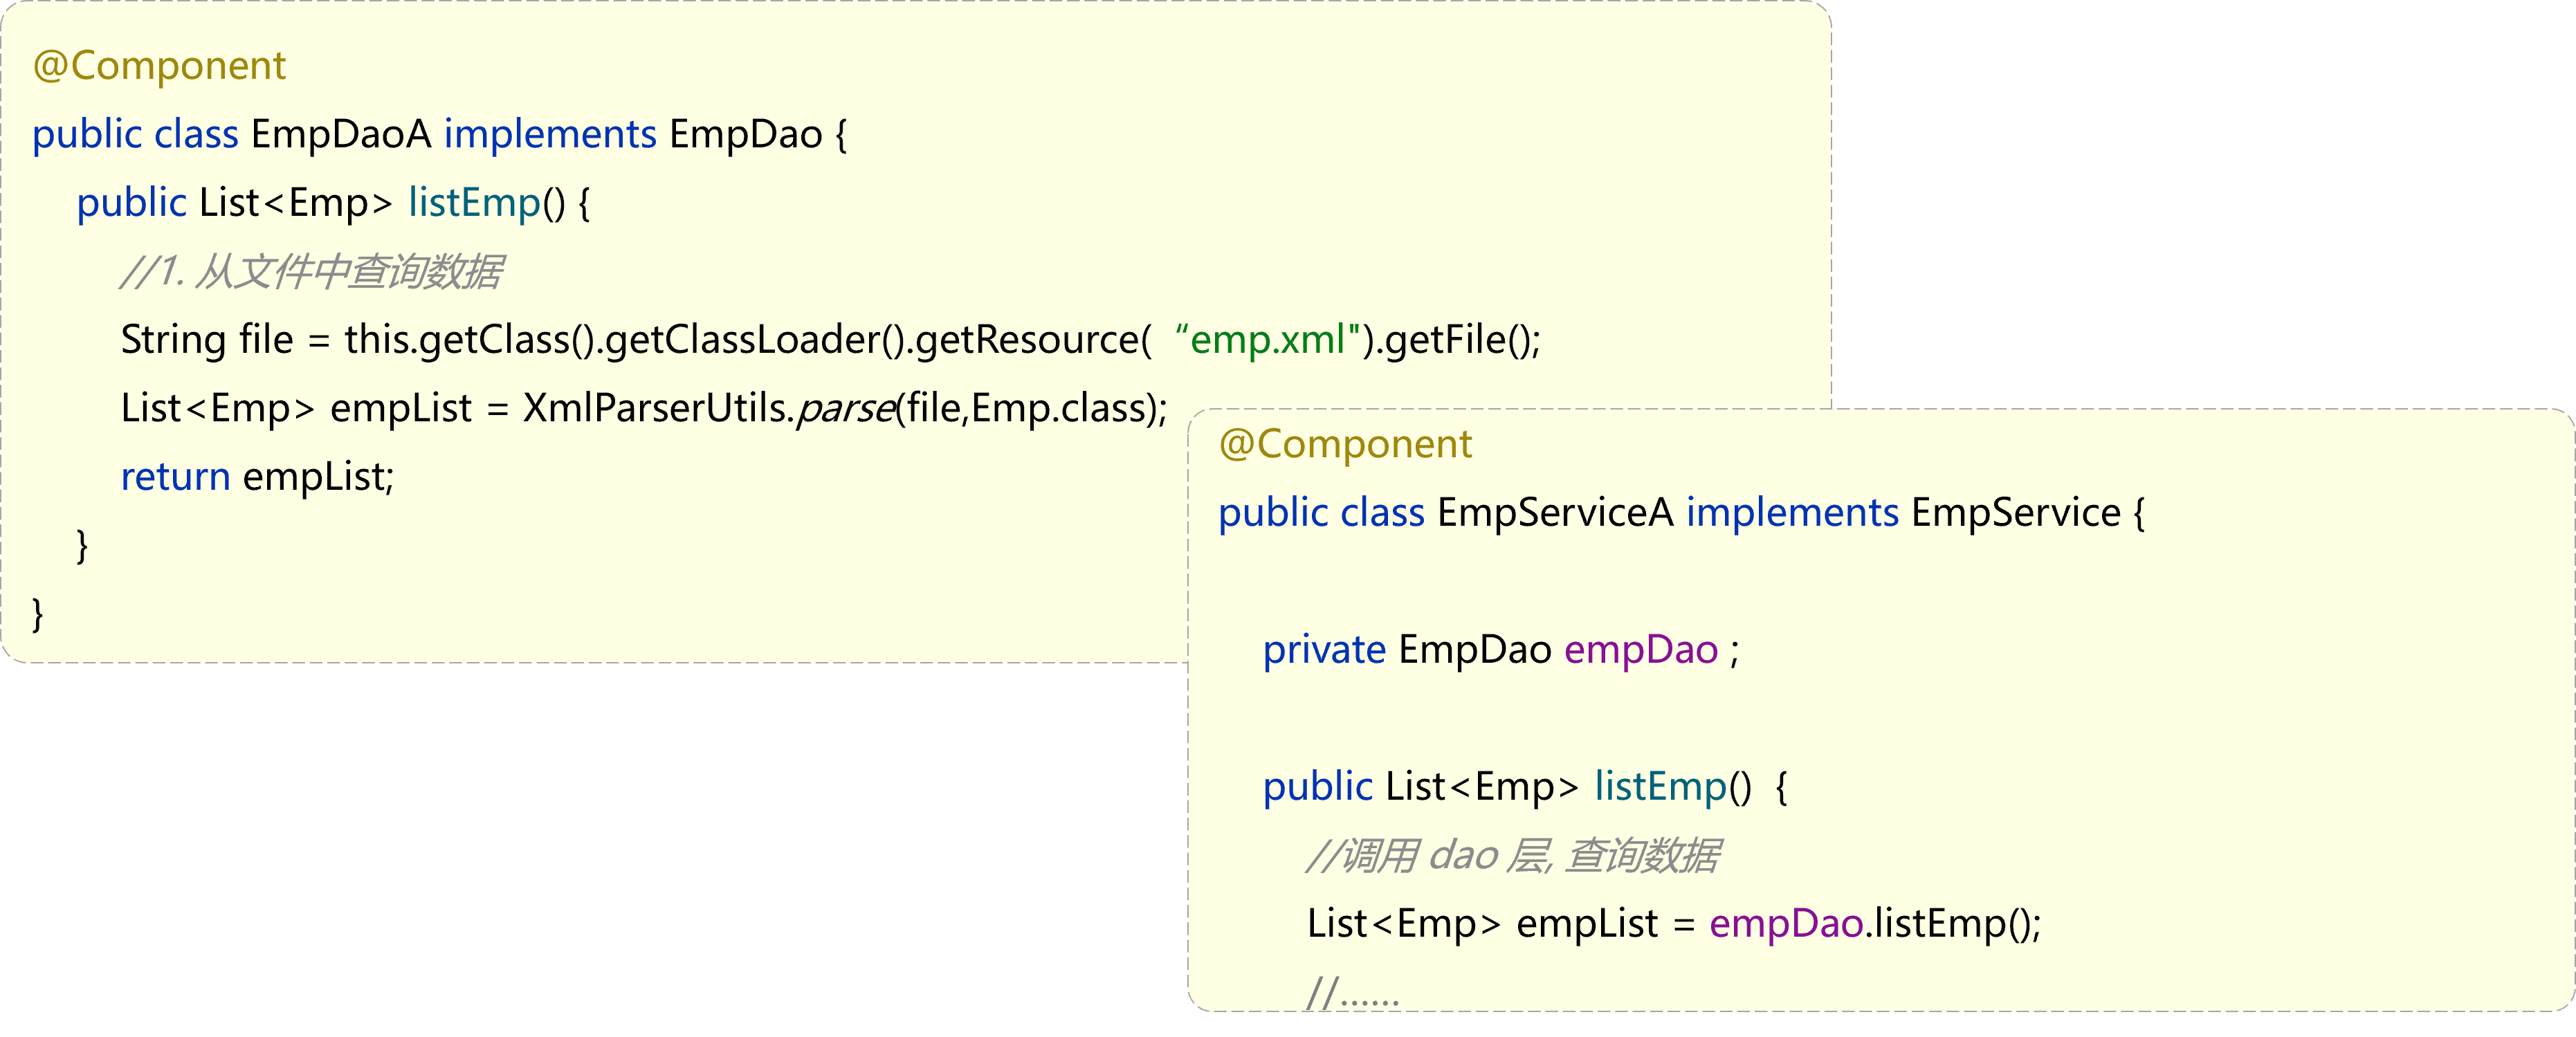 @Component
public class EmpDaoA implements EmpDao {
public List<Emp> listEmp() {
//1. 从文件中查询数据
String file = this.getClass().getClassLoader().getResource( “emp.xml").getFile();
List<Emp> empList = XmlParserUtils.parse(file,Emp.class);
return empList;
}
}
@Component
public class EmpServiceA implements EmpService {
private EmpDao empDao ;
public List<Emp> listEmp() {
//调用 dao 层, 查询数据
List<Emp> empList = empDao.listEmp();
//......